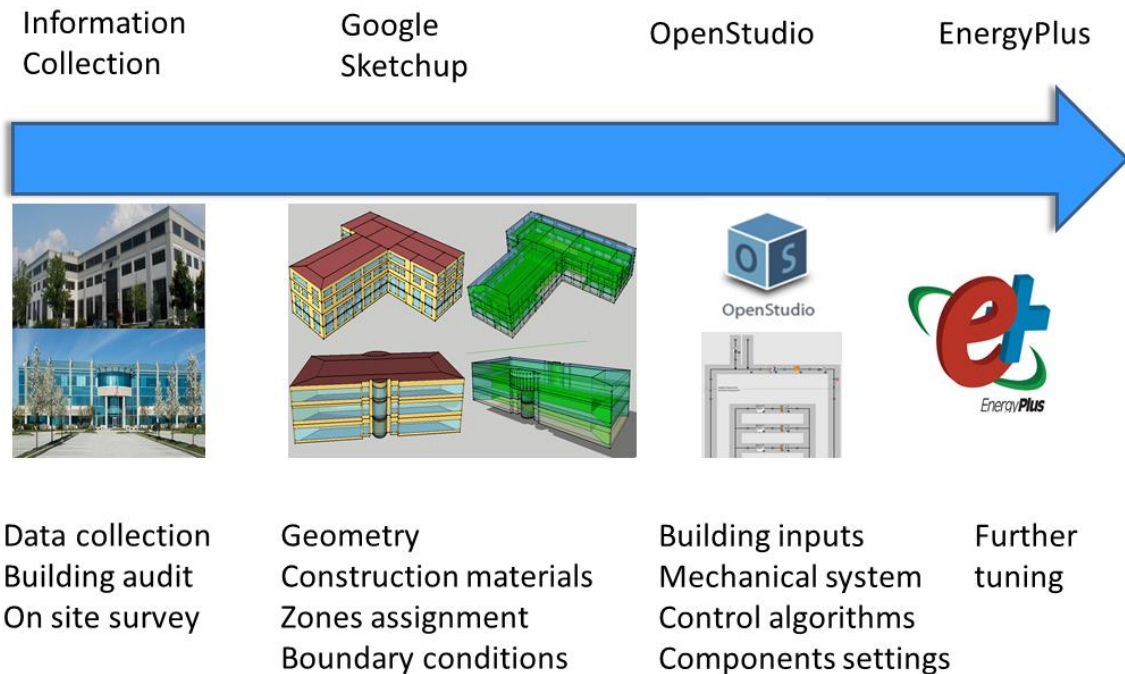 Information
Collection
Google
Sketchup
OpenStudio
EnergyPlus
OS
OpenStudio
e+
EnergyPlus
Data collection
Building audit
On site survey
Geometry
Construction materials
Zones assignment
Boundary conditions
Building inputs
Mechanical system
Control algorithms
Components settings
Further
tuning